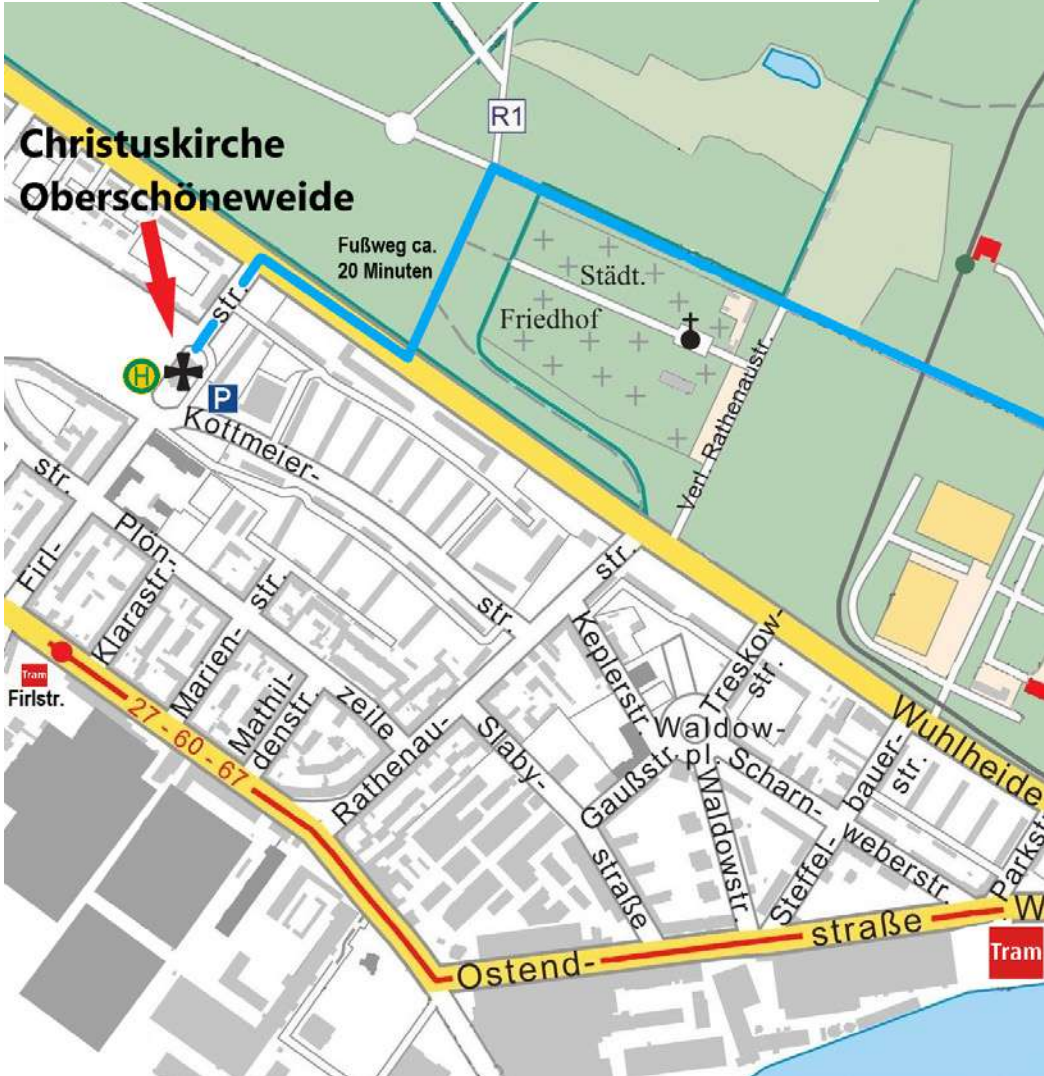 R1
Christuskirche
Oberschöneweide
Fußweg ca.
20 Minuten
Städt.
Friedhof
str.
H
P
Kottmeier-
str.
Verl. Rathenaustr.
str.
Plön-
zeile
Firl-
str.
Klarastr.
Marien-
str.
Mathil-
denstr.
Rathenau-
str.
Keplerstr.
Treskow-
str.
Tram
Firlstr.
27 - 60 - 67
Slaby-
straße
Gaußstr.
Waldow-
pl.
Waldowstr.
Scharn-
weberstr.
Steffel-
bauer-
str.
Wuhlheide
Parkstr
Ostend-
straße
W
Tram